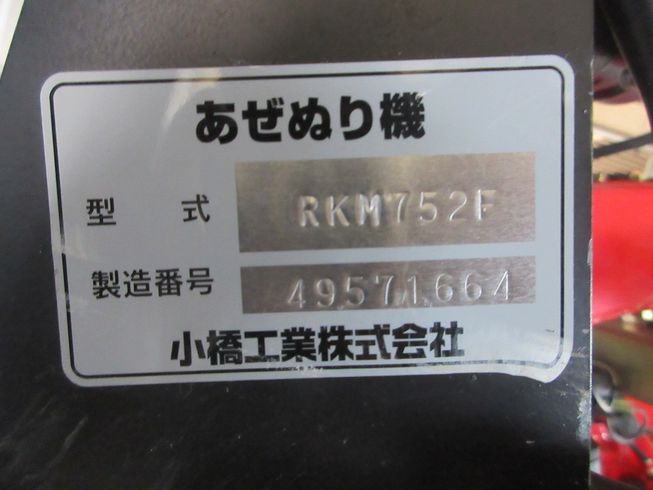 あぜぬり機
型 式 RKM752F
製造番号 49571664
小橋工業株式会社